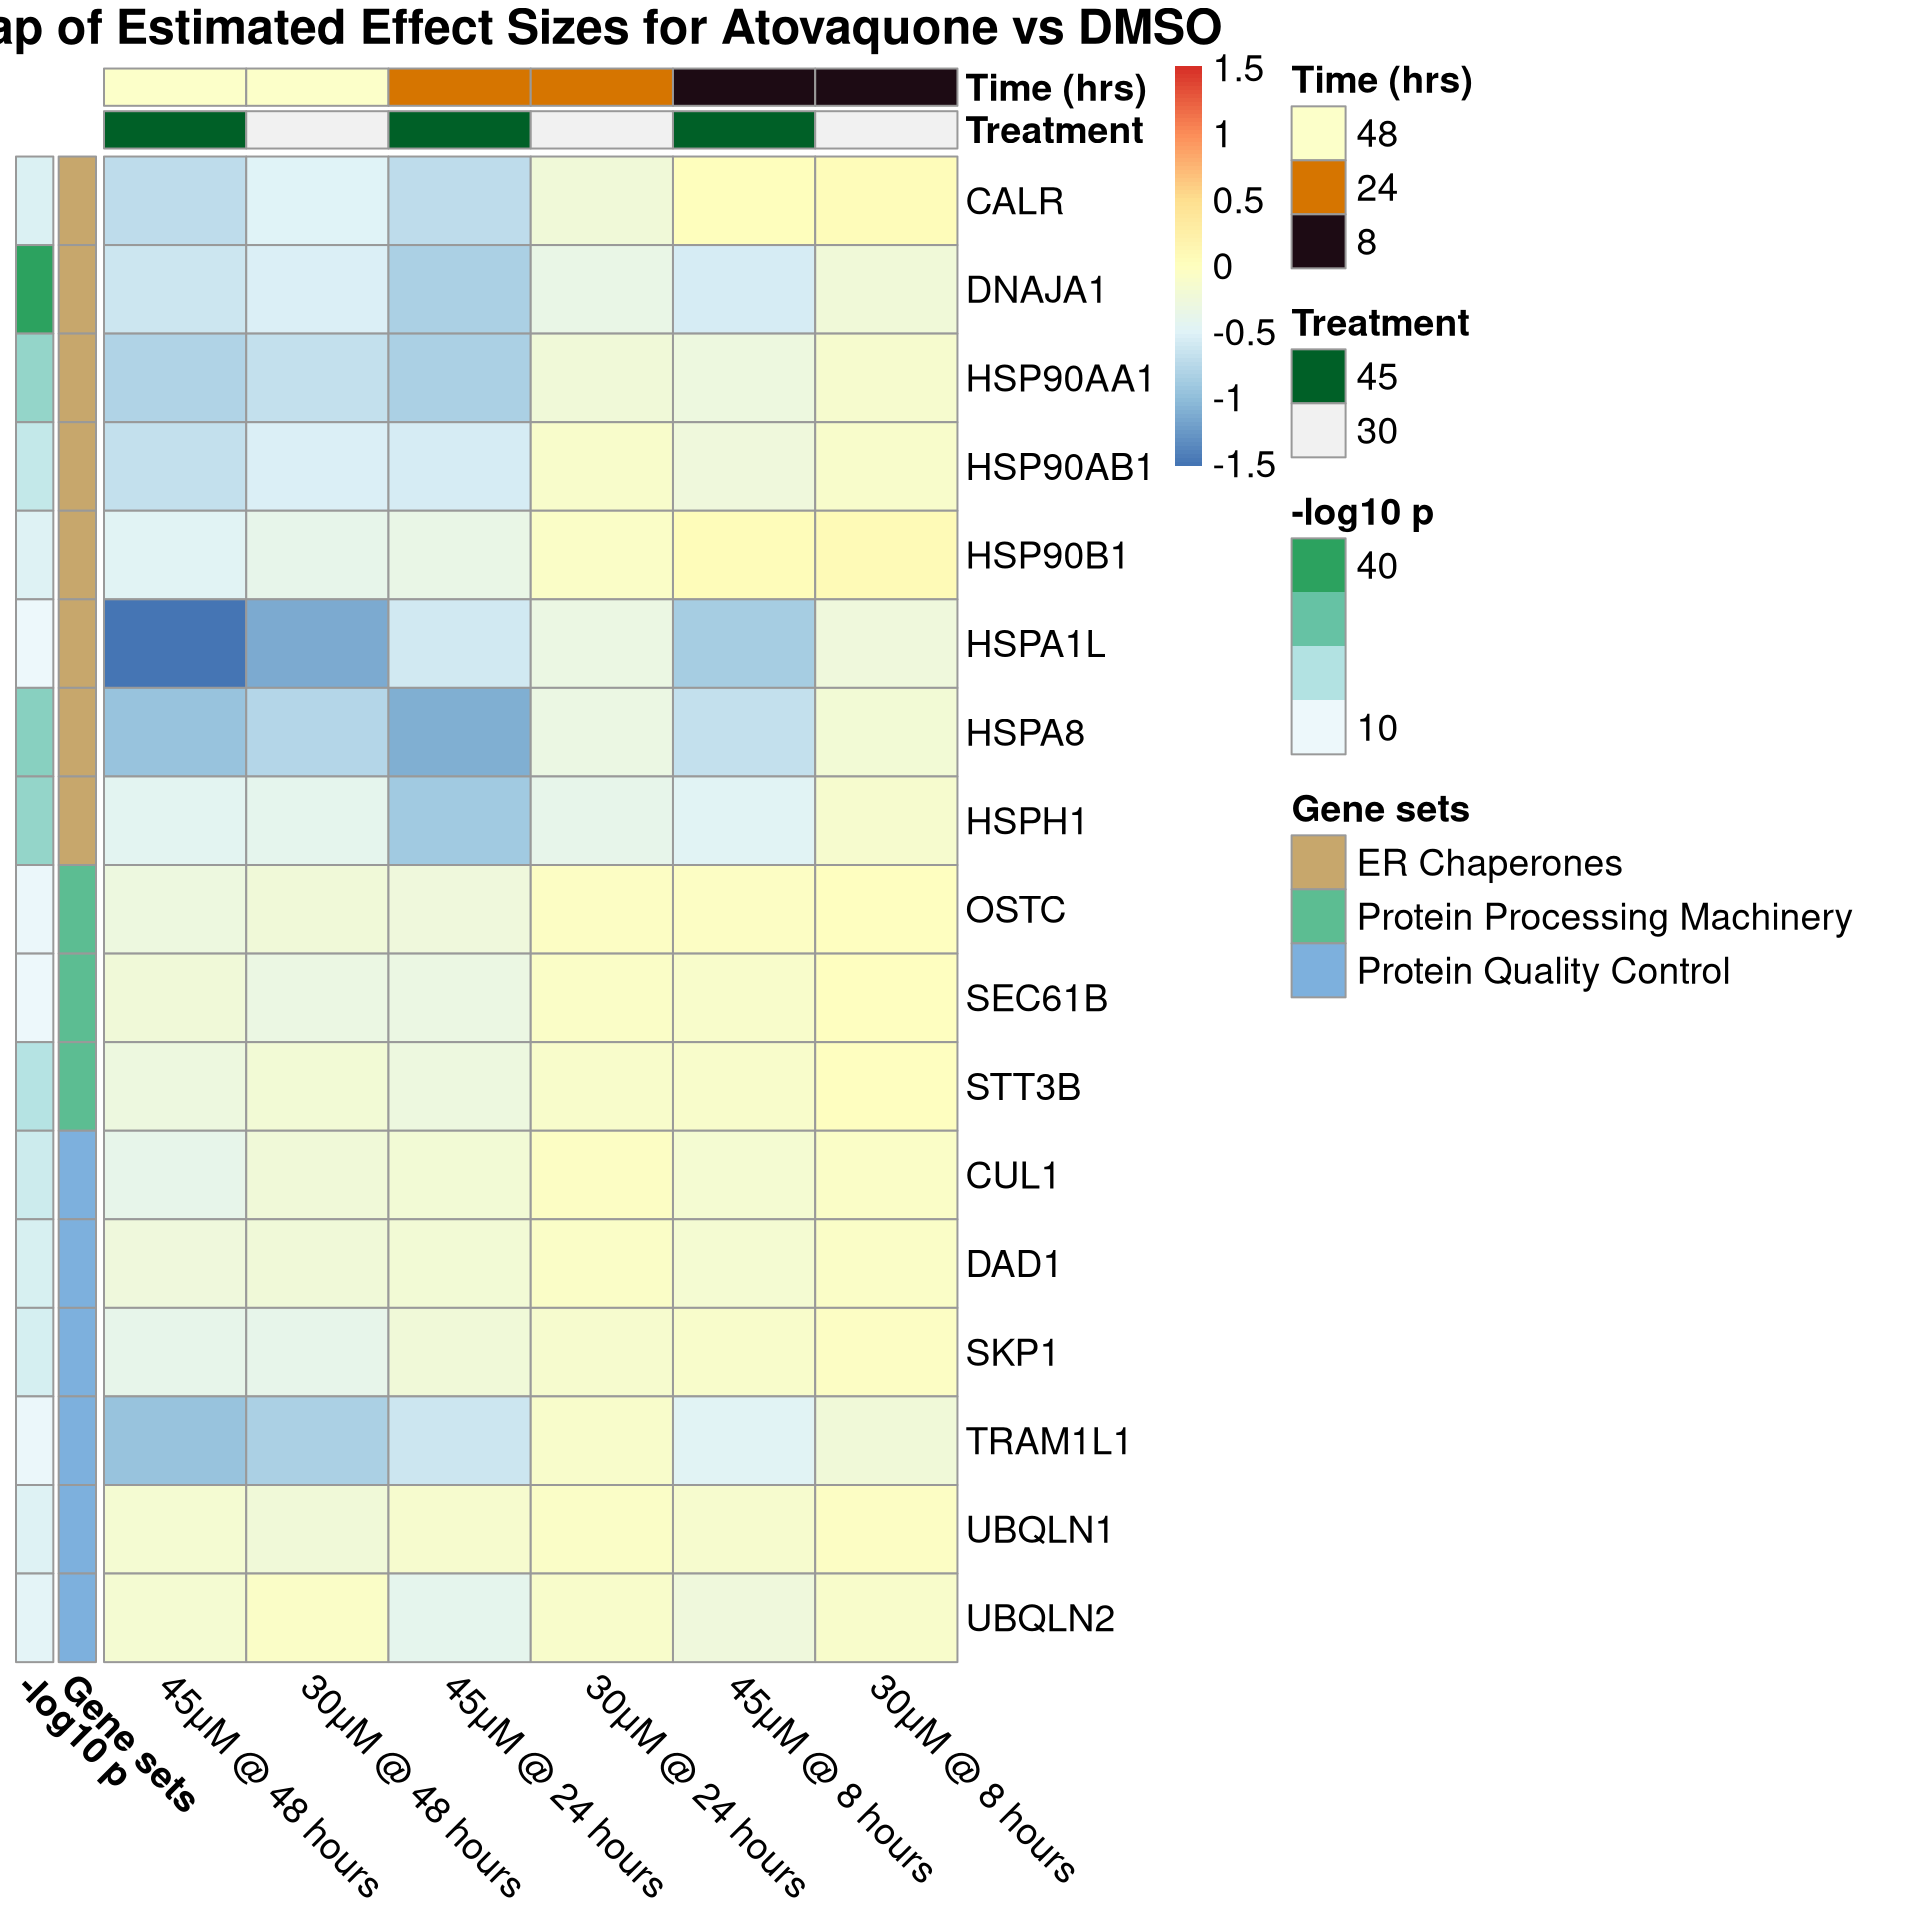 ap of Estimated Effect Sizes for Atovaquone vs DMSO
Time (hrs)
Treatment
CALR
DNAJA1
HSP90AA1
HSP90AB1
HSP90B1
HSPA1L
HSPA8
HSPH1
OSTC
SEC61B
STT3B
CUL1
DAD1
SKP1
TRAM1L1
UBQLN1
UBQLN2
-log10 p
Gene sets
45µM @ 48 hours
30µM @ 48 hours
45µM @ 24 hours
30µM @ 24 hours
45µM @ 8 hours
30µM @ 8 hours
1.5
1
0.5
0
-0.5
-1
-1.5
Time (hrs)
48
24
8
Treatment
45
30
-log10 p
40
10
Gene sets
ER Chaperones
Protein Processing Machinery
Protein Quality Control